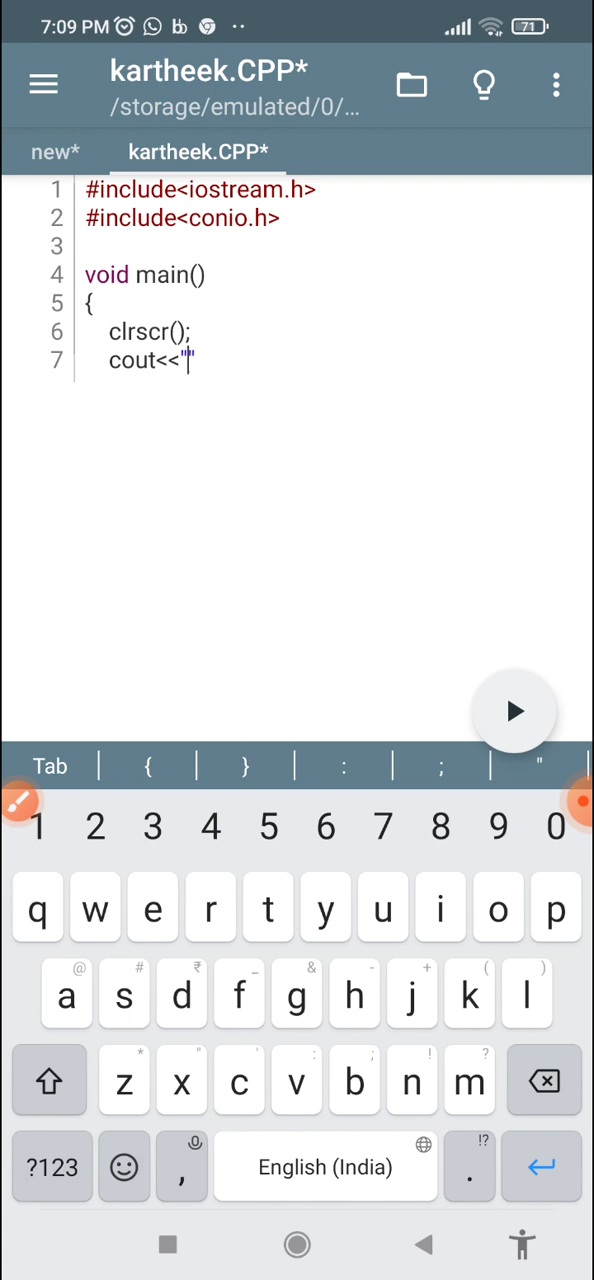 7:09 PM bb 71
kartheek.CPP*
/storage/emulated/0/...
new* kartheek.CPP*
1 #include<iostream.h>
2 #include<conio.h>
3
4 void main()
5 {
6 clrscr();
7 cout<<""
Tab { } : ; "
1 2 3 4 5 6 7 8 9 0
q w e r t y u i o p
@ # ₹ _ & - + ( )
a s d f g h j k l
* " ' : ; ! ?
z x c v b n m
!?
?123 , English (India) .